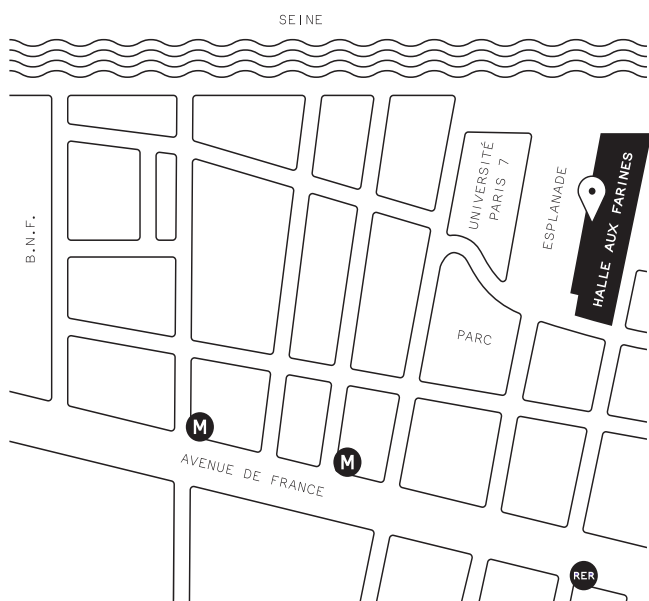 SEINE
B.N.F.
UNIVERSITÉ
PARIS 7
ESPLANADE
HALLE AUX FARINES
PARC
M
M
AVENUE DE FRANCE
RER